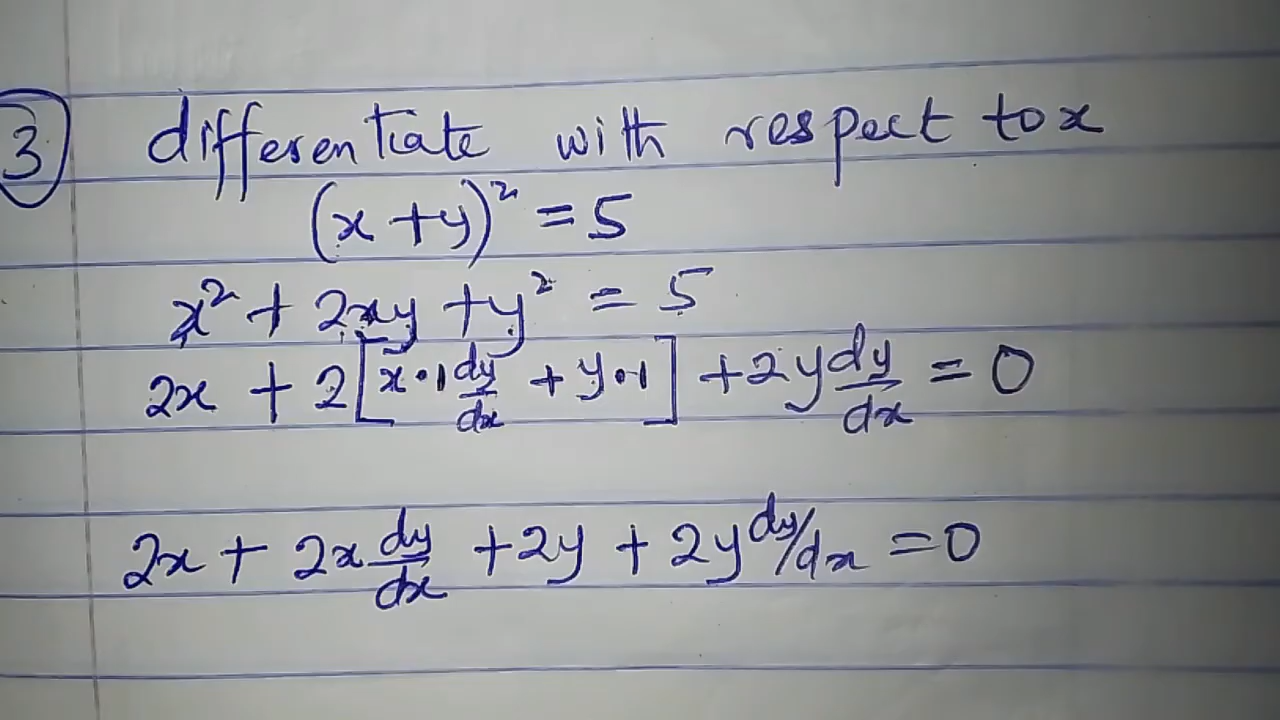 3 differentiate with respect to x
(x + y)² = 5
x² + 2xy + y² = 5
2x + 2[x•1 dy/dx + y•1] + 2y dy/dx = 0
2x + 2x dy/dx + 2y + 2y dy/dx = 0